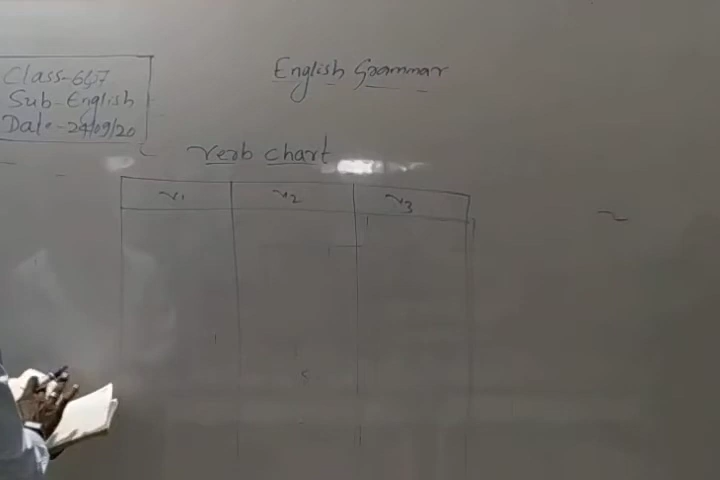 Class-6&7
Sub-English
Date-24/09/20
English Grammar
verb chart
v1 v2 v3